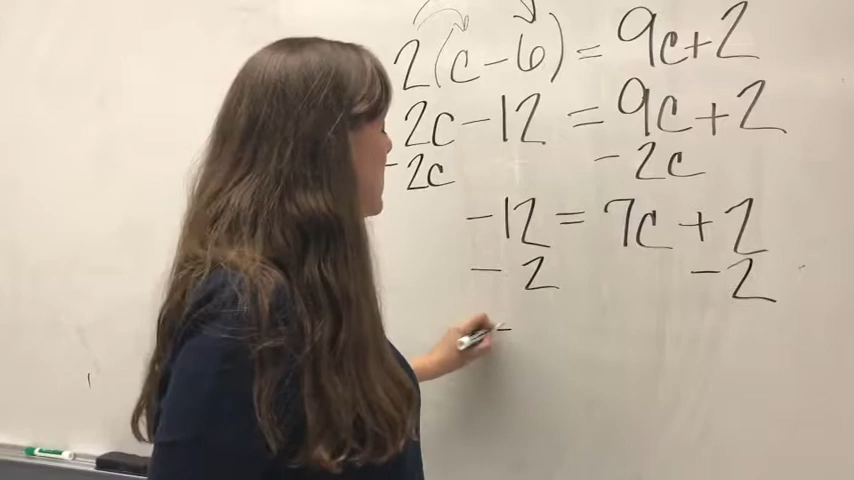 2(c-6) = 9c+2
2c-12 = 9c+2
-2c -2c
-12 = 7c+2
-2 -2
-